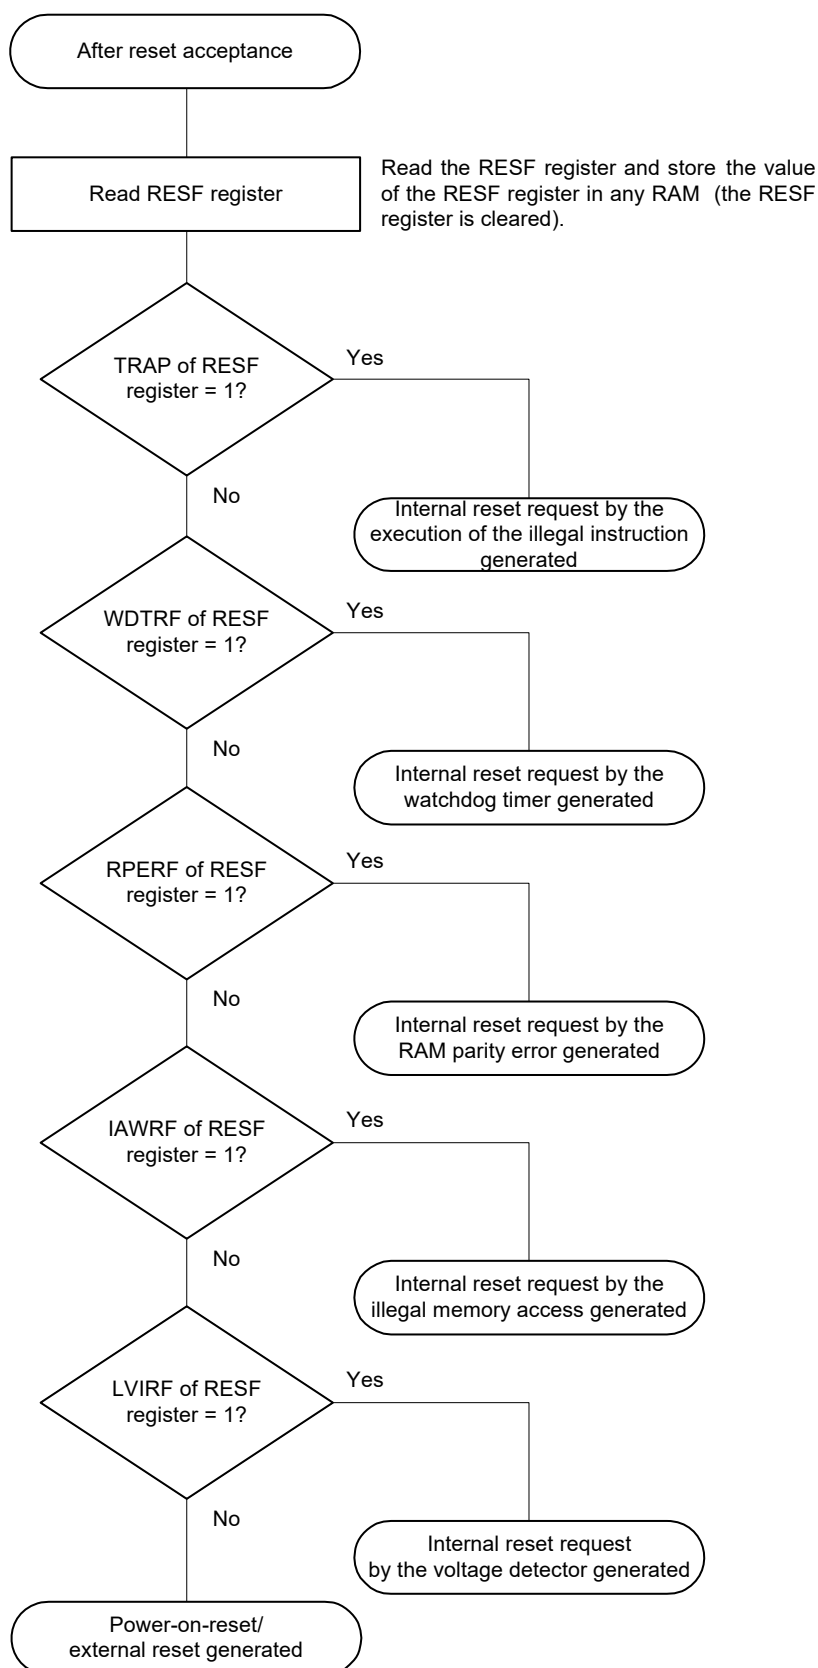 After reset acceptance
Read RESF register
Read the RESF register and store the value
of the RESF register in any RAM (the RESF
register is cleared).
TRAP of RESF
register = 1?
Yes
No
Internal reset request by the
execution of the illegal instruction
generated
WDTRF of RESF
register = 1?
Yes
No
Internal reset request by the
watchdog timer generated
RPERF of RESF
register = 1?
Yes
No
Internal reset request by the
RAM parity error generated
IAWRF of RESF
register = 1?
Yes
No
Internal reset request by the
illegal memory access generated
LVIRF of RESF
register = 1?
Yes
No
Internal reset request
by the voltage detector generated
Power-on-reset/
external reset generated